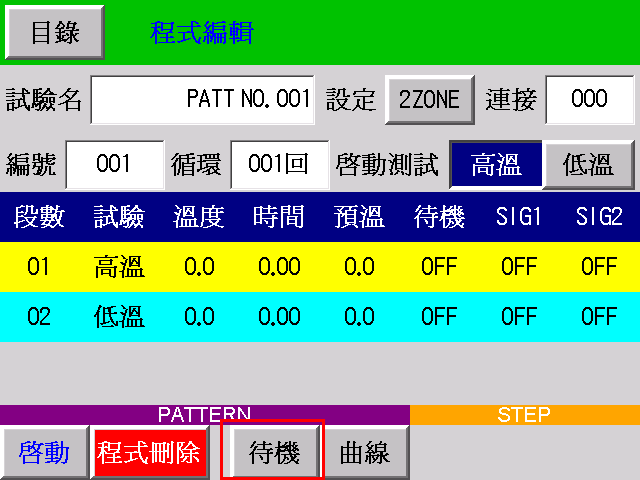 目錄 程式編輯
試驗名 PATT NO.001 設定 2ZONE 連接 000
編號 001 循環 001回 啓動測試 高溫 低溫
段數 試驗 溫度 時間 預溫 待機 SIG1 SIG2
01 高溫 0.0 0.00 0.0 OFF OFF OFF
02 低溫 0.0 0.00 0.0 OFF OFF OFF
PATTERN STEP
啓動 程式刪除 待機 曲線